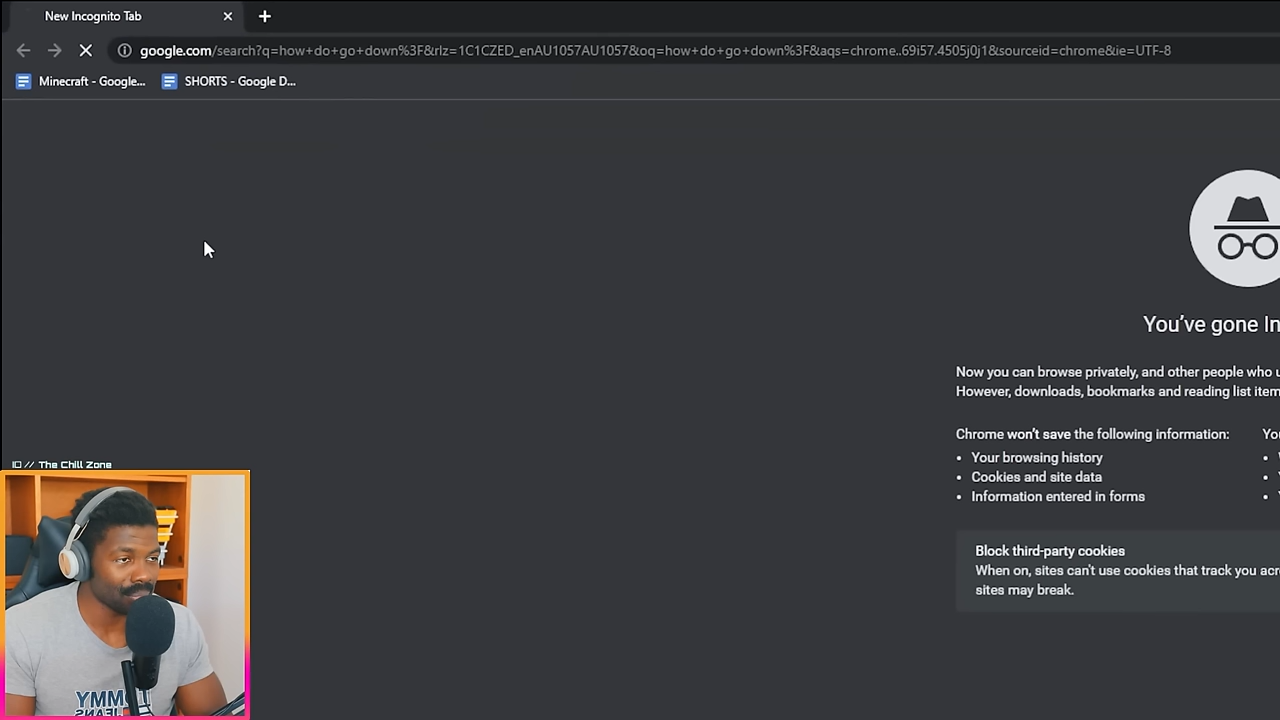 New Incognito Tab
google.com/search?q=how+do+go+down%3F&rlz=1C1CZED_enAU1057AU1057&oq=how+do+go+down%3F&aqs=chrome..69i57.4505j0j1&sourceid=chrome&ie=UTF-8
Minecraft - Google... SHORTS - Google D...
You've gone In
Now you can browse privately, and other people who u
However, downloads, bookmarks and reading list item
Chrome won't save the following information: Yo
Your browsing history
Cookies and site data
Information entered in forms
Block third-party cookies
When on, sites can't use cookies that track you acr
sites may break.
// The Chill Zone
TOMMY
JEANS